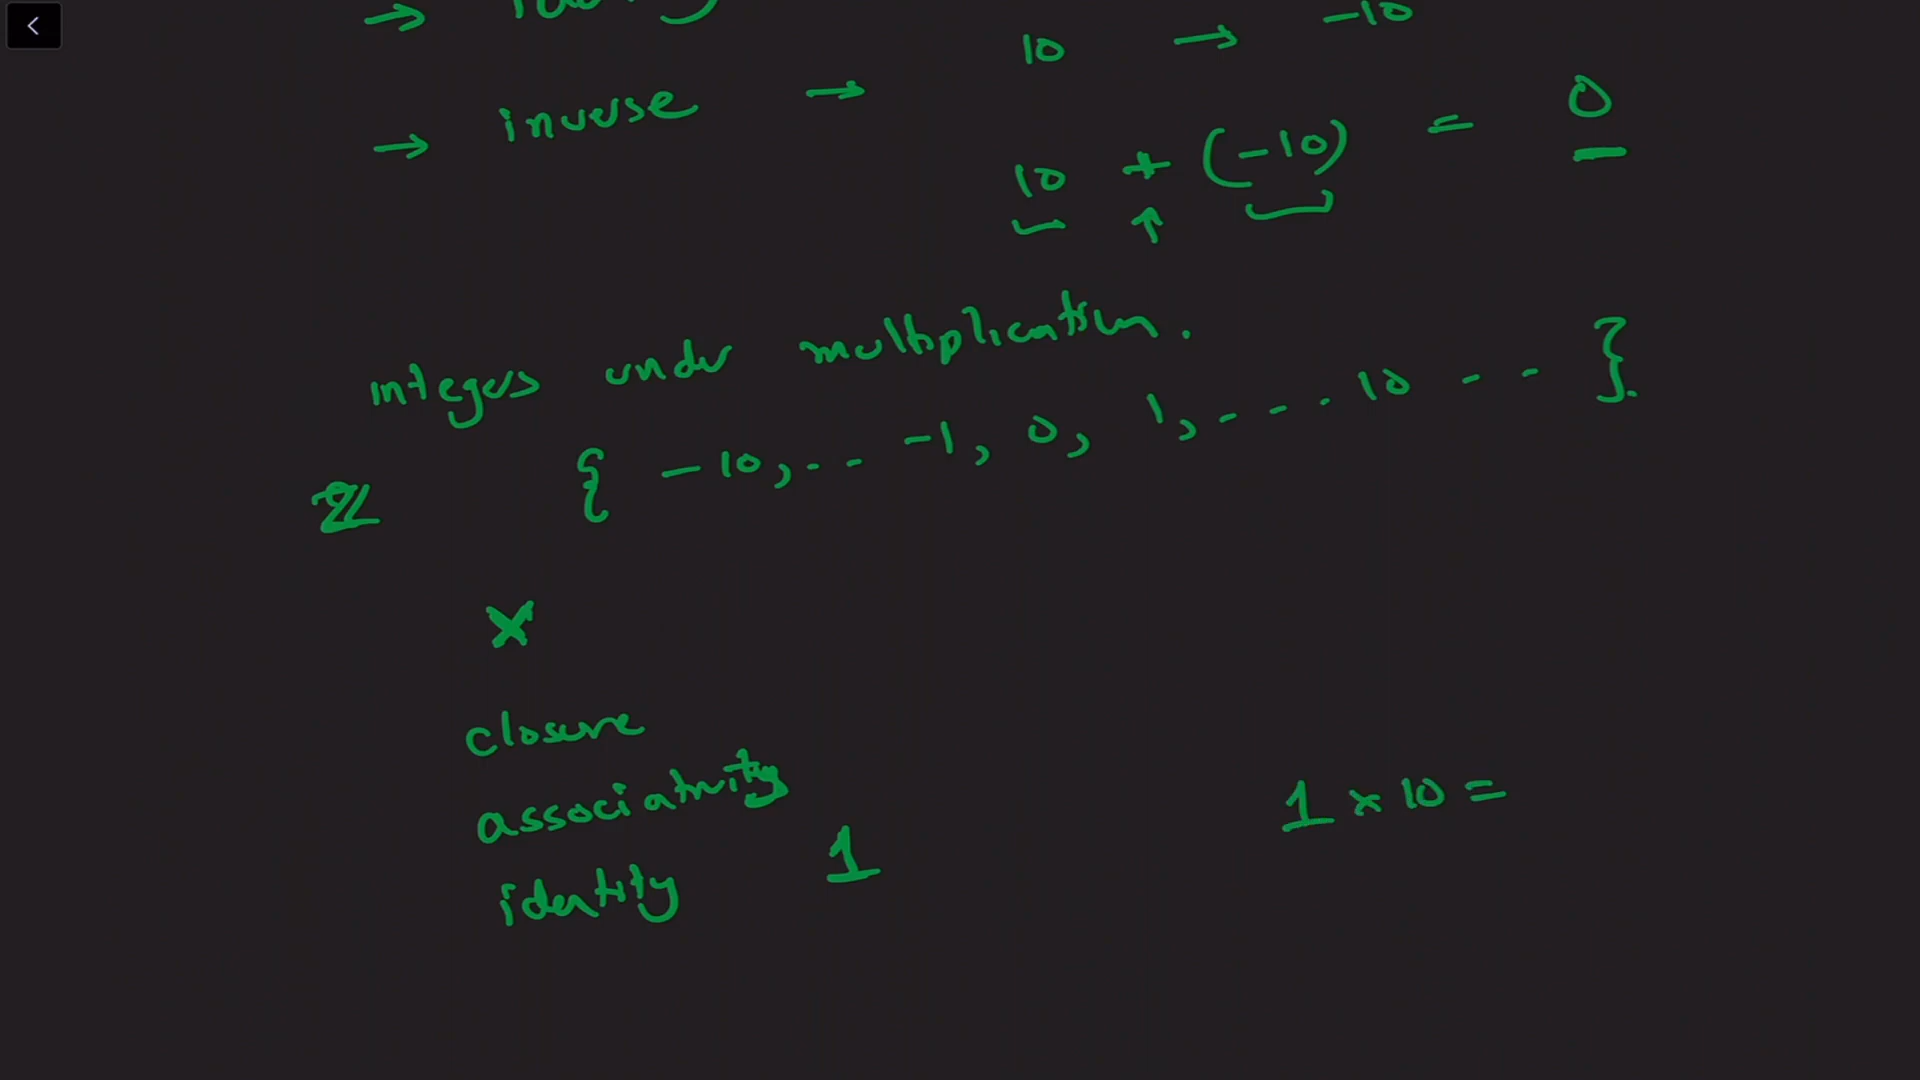 →
10 → -10
→ inverse →
10 + (-10) = 0
integers under multiplication.
ℤ { -10, .. -1, 0, 1, - - . 10 - - }.
×
closure
associativity
identity 1
1 × 10 =